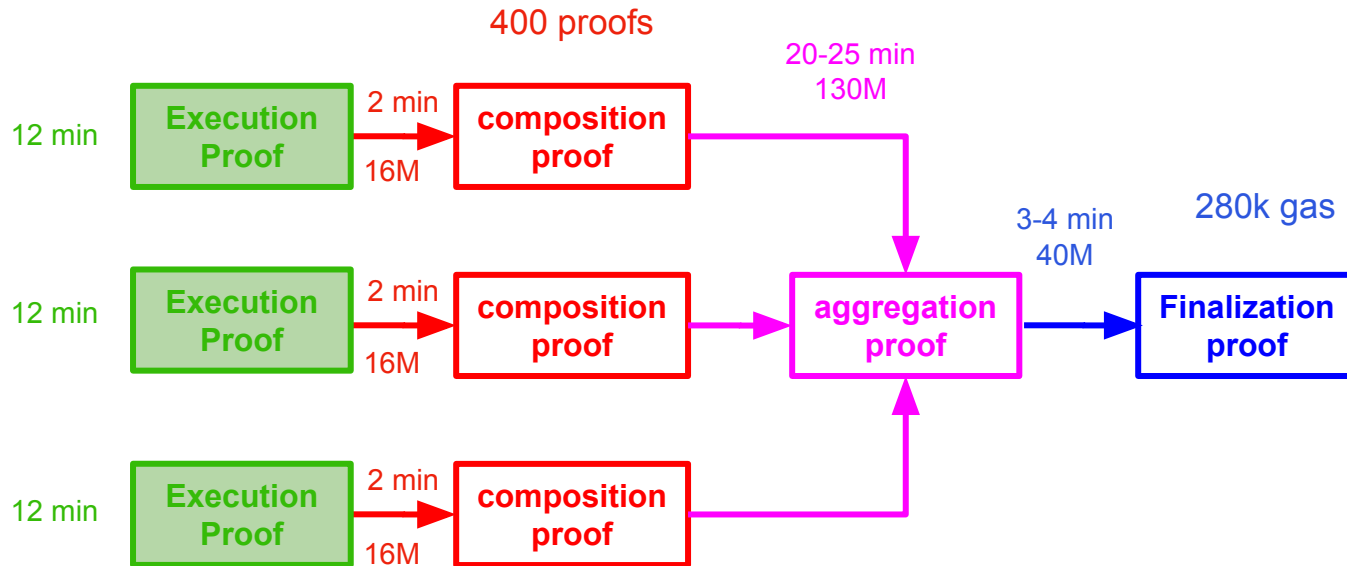 400 proofs
20-25 min
130M
12 min
Execution
Proof
2 min
16M
composition
proof
280k gas
3-4 min
40M
12 min
Execution
Proof
2 min
16M
composition
proof
aggregation
proof
Finalization
proof
12 min
Execution
Proof
2 min
16M
composition
proof